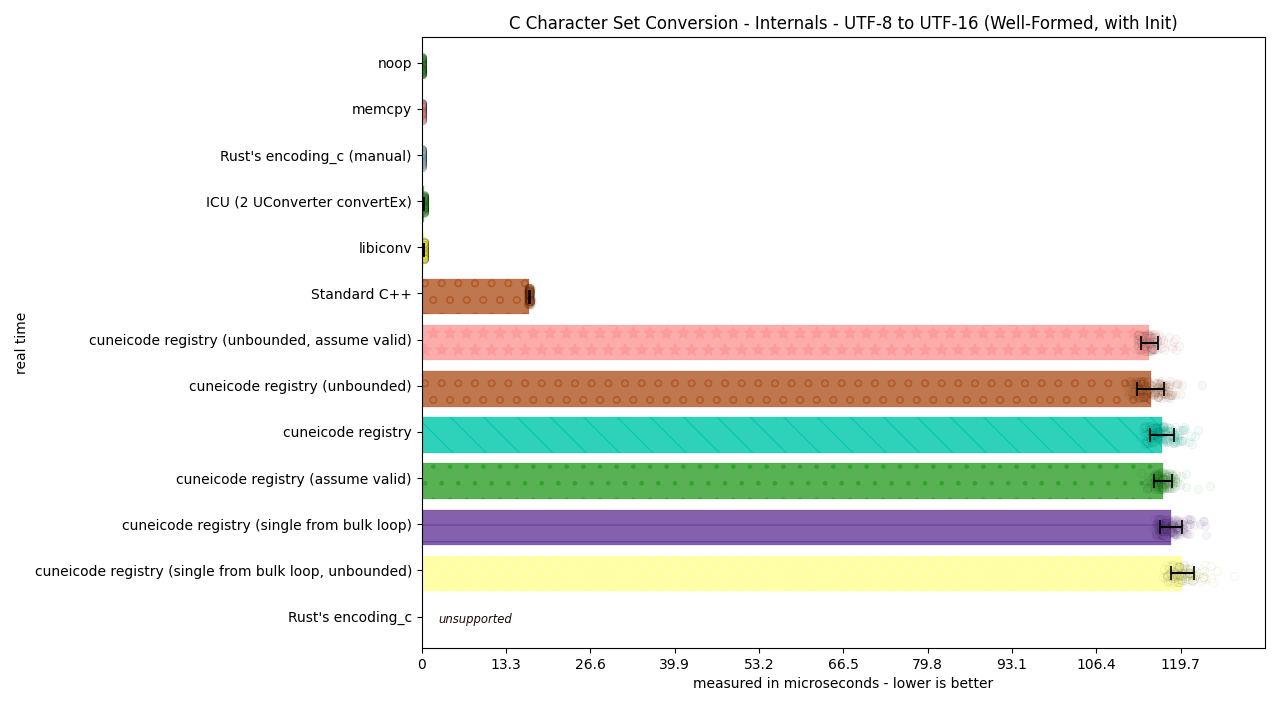 C Character Set Conversion - Internals - UTF-8 to UTF-16 (Well-Formed, with Init)
real time
noop
memcpy
Rust's encoding_c (manual)
ICU (2 UConverter convertEx)
libiconv
Standard C++
cuneicode registry (unbounded, assume valid)
cuneicode registry (unbounded)
cuneicode registry
cuneicode registry (assume valid)
cuneicode registry (single from bulk loop)
cuneicode registry (single from bulk loop, unbounded)
Rust's encoding_c
unsupported
0 13.3 26.6 39.9 53.2 66.5 79.8 93.1 106.4 119.7
measured in microseconds - lower is better